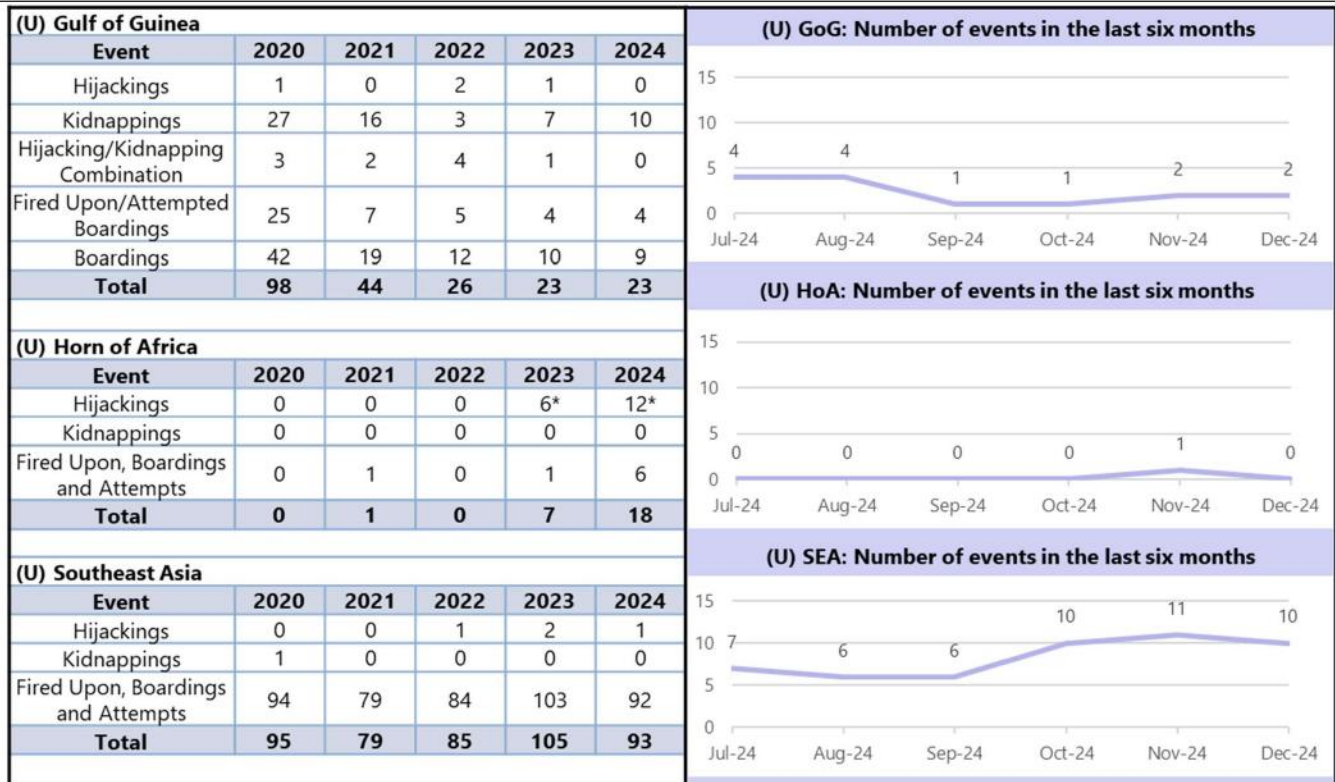 (U) Gulf of Guinea
Event 2020 2021 2022 2023 2024
Hijackings 1 0 2 1 0
Kidnappings 27 16 3 7 10
Hijacking/Kidnapping
Combination 3 2 4 1 0
Fired Upon/Attempted
Boardings 25 7 5 4 4
Boardings 42 19 12 10 9
Total 98 44 26 23 23
(U) Horn of Africa
Event 2020 2021 2022 2023 2024
Hijackings 0 0 0 6* 12*
Kidnappings 0 0 0 0 0
Fired Upon, Boardings
and Attempts 0 1 0 1 6
Total 0 1 0 7 18
(U) Southeast Asia
Event 2020 2021 2022 2023 2024
Hijackings 0 0 1 2 1
Kidnappings 1 0 0 0 0
Fired Upon, Boardings
and Attempts 94 79 84 103 92
Total 95 79 85 105 93
(U) GoG: Number of events in the last six months
15
10
5
0
4 4 1 1 2 2
Jul-24 Aug-24 Sep-24 Oct-24 Nov-24 Dec-24
(U) HoA: Number of events in the last six months
15
10
5
0
0 0 0 0 1 0
Jul-24 Aug-24 Sep-24 Oct-24 Nov-24 Dec-24
(U) SEA: Number of events in the last six months
15
10
5
0
7 6 6 10 11 10
Jul-24 Aug-24 Sep-24 Oct-24 Nov-24 Dec-24